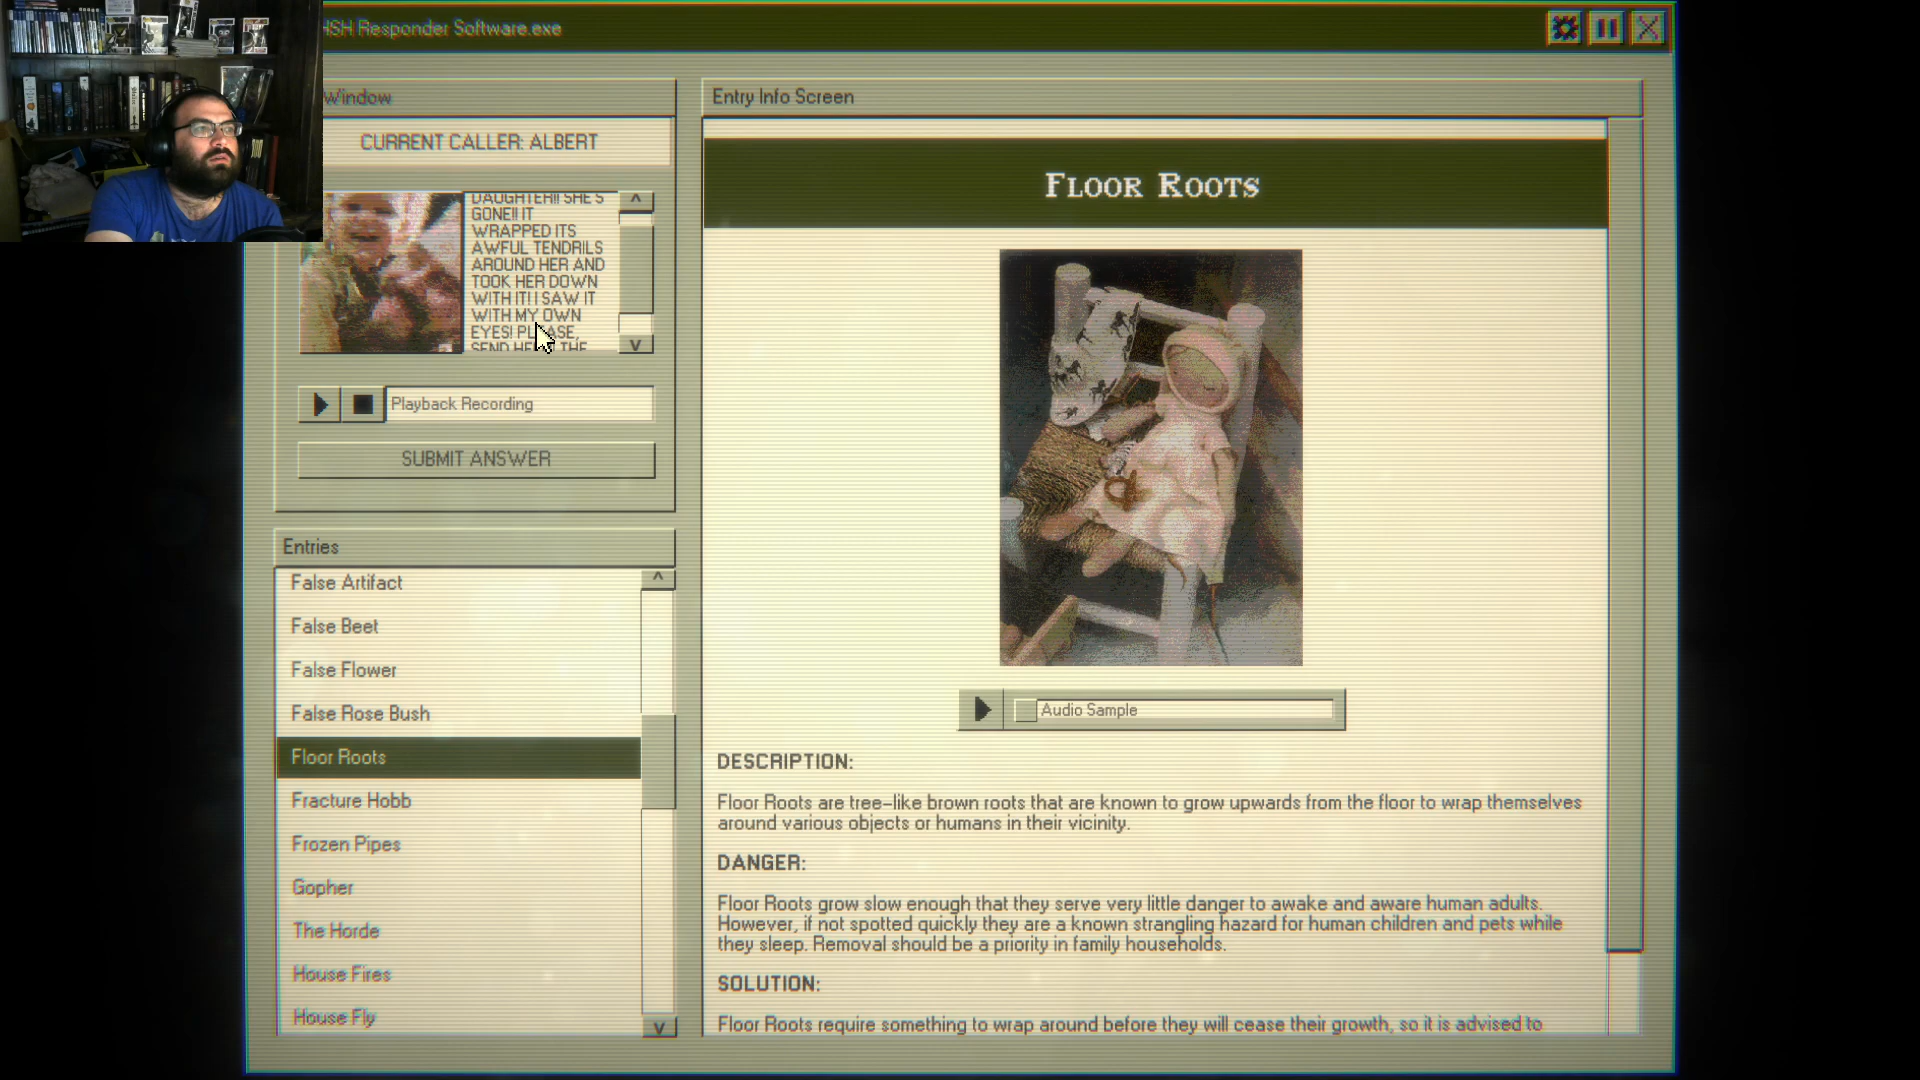 HSH Responder Software.exe
Window
CURRENT CALLER: ALBERT
DAUGHTER!! SHE'S
GONE!! IT
WRAPPED ITS
AWFUL TENDRILS
AROUND HER AND
TOOK HER DOWN
WITH IT! I SAW IT
WITH MY OWN
EYES! PLEASE,
SEND THE
Playback Recording
SUBMIT ANSWER
Entries
False Artifact
False Beet
False Flower
False Rose Bush
Floor Roots
Fracture Hobb
Frozen Pipes
Gopher
The Horde
House Fires
House Fly
Entry Info Screen
FLOOR ROOTS
Audio Sample
DESCRIPTION:
Floor Roots are tree-like brown roots that are known to grow upwards from the floor to wrap themselves
around various objects or humans in their vicinity.
DANGER:
Floor Roots grow slow enough that they serve very little danger to awake and aware human adults.
However, if not spotted quickly they are a known strangling hazard for human children and pets while
they sleep. Removal should be a priority in family households.
SOLUTION:
Floor Roots require something to wrap around before they will cease their growth, so it is advised to